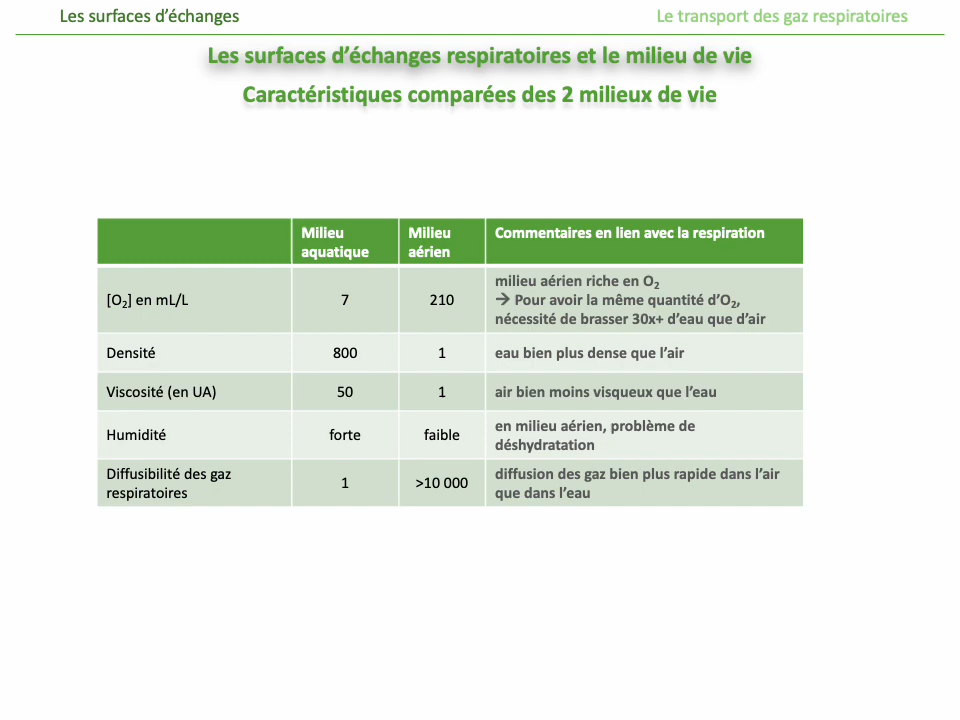 Les surfaces d’échanges
Le transport des gaz respiratoires
Les surfaces d’échanges respiratoires et le milieu de vie
Caractéristiques comparées des 2 milieux de vie
Milieu aquatique
Milieu aérien
Commentaires en lien avec la respiration
[O₂] en mL/L
7
210
milieu aérien riche en O₂
→ Pour avoir la même quantité d’O₂,
nécessité de brasser 30x+ d’eau que d’air
Densité
800
1
eau bien plus dense que l’air
Viscosité (en UA)
50
1
air bien moins visqueux que l’eau
Humidité
forte
faible
en milieu aérien, problème de
déshydratation
Diffusibilité des gaz
respiratoires
1
>10 000
diffusion des gaz bien plus rapide dans l’air
que dans l’eau